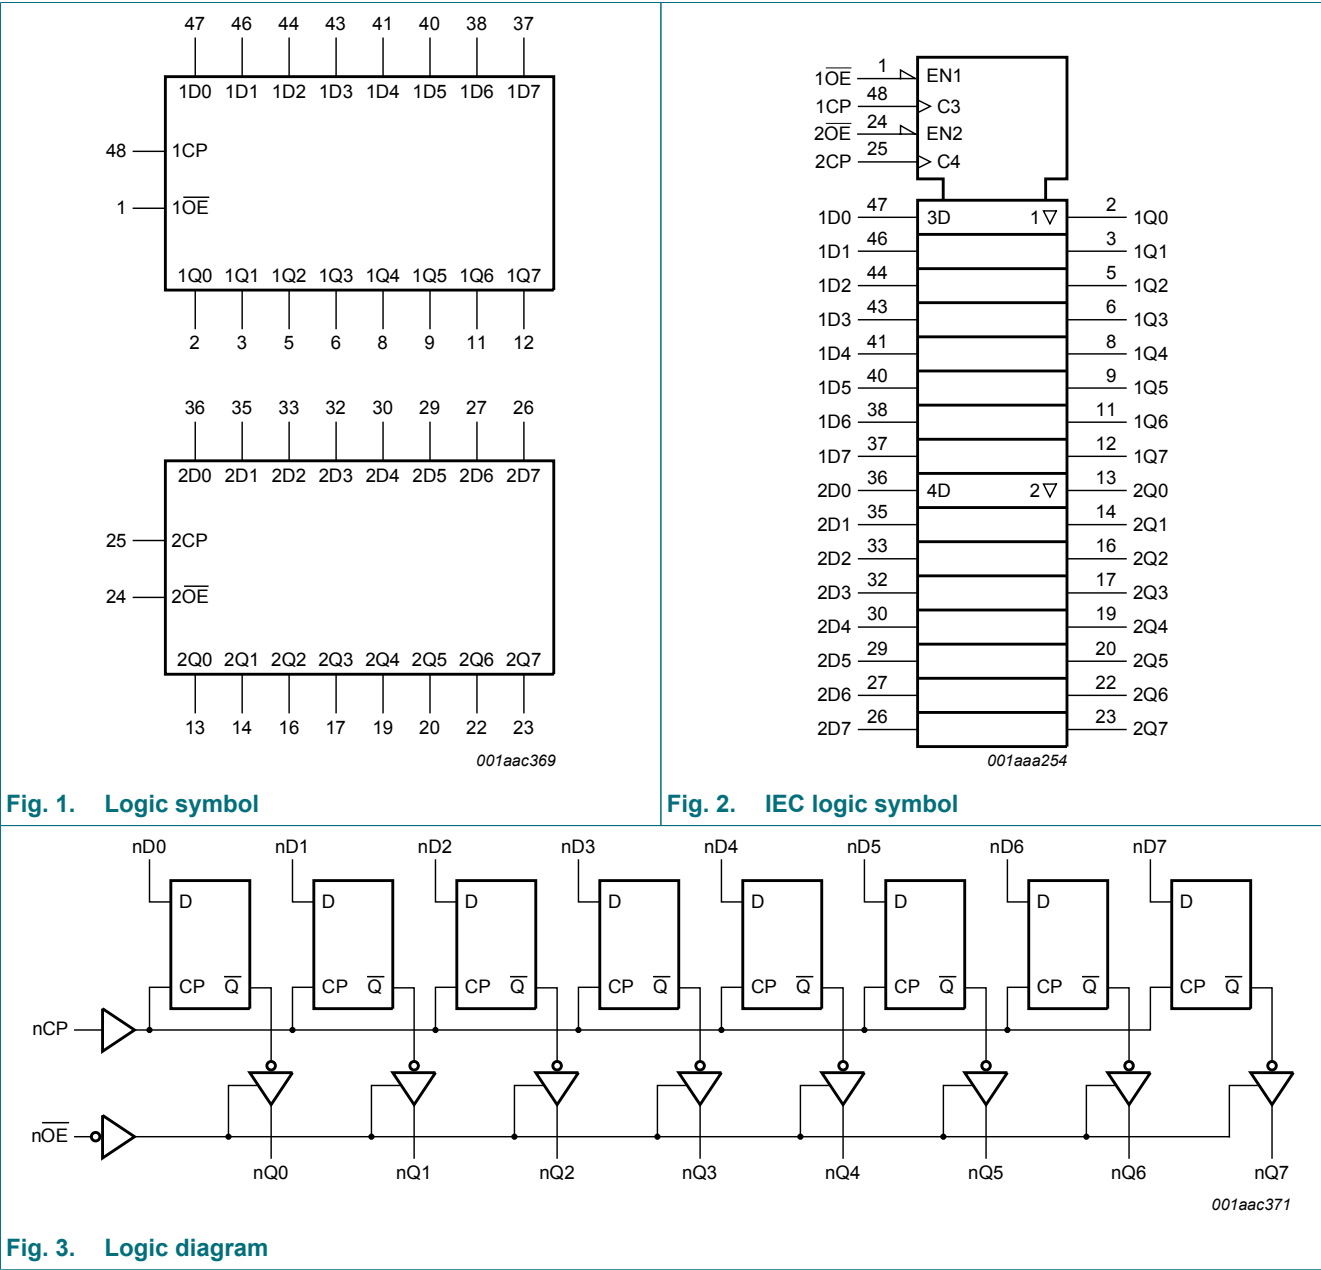 47 46 44 43 41 40 38 37
1D0 1D1 1D2 1D3 1D4 1D5 1D6 1D7
48 1CP
1 1O̅E̅
1Q0 1Q1 1Q2 1Q3 1Q4 1Q5 1Q6 1Q7
2 3 5 6 8 9 11 12
36 35 33 32 30 29 27 26
2D0 2D1 2D2 2D3 2D4 2D5 2D6 2D7
25 2CP
24 2O̅E̅
2Q0 2Q1 2Q2 2Q3 2Q4 2Q5 2Q6 2Q7
13 14 16 17 19 20 22 23
001aac369
Fig. 1. Logic symbol
1O̅E̅ 1 EN1
1CP 48 C3
2O̅E̅ 24 EN2
2CP 25 C4
1D0 47 3D 1▽ 2 1Q0
1D1 46 3 1Q1
1D2 44 5 1Q2
1D3 43 6 1Q3
1D4 41 8 1Q4
1D5 40 9 1Q5
1D6 38 11 1Q6
1D7 37 12 1Q7
2D0 36 4D 2▽ 13 2Q0
2D1 35 14 2Q1
2D2 33 16 2Q2
2D3 32 17 2Q3
2D4 30 19 2Q4
2D5 29 20 2Q5
2D6 27 22 2Q6
2D7 26 23 2Q7
001aaa254
Fig. 2. IEC logic symbol
nD0 nD1 nD2 nD3 nD4 nD5 nD6 nD7
D D D D D D D D
CP Q̅ CP Q̅ CP Q̅ CP Q̅ CP Q̅ CP Q̅ CP Q̅ CP Q̅
nCP
nO̅E̅
nQ0 nQ1 nQ2 nQ3 nQ4 nQ5 nQ6 nQ7
001aac371
Fig. 3. Logic diagram